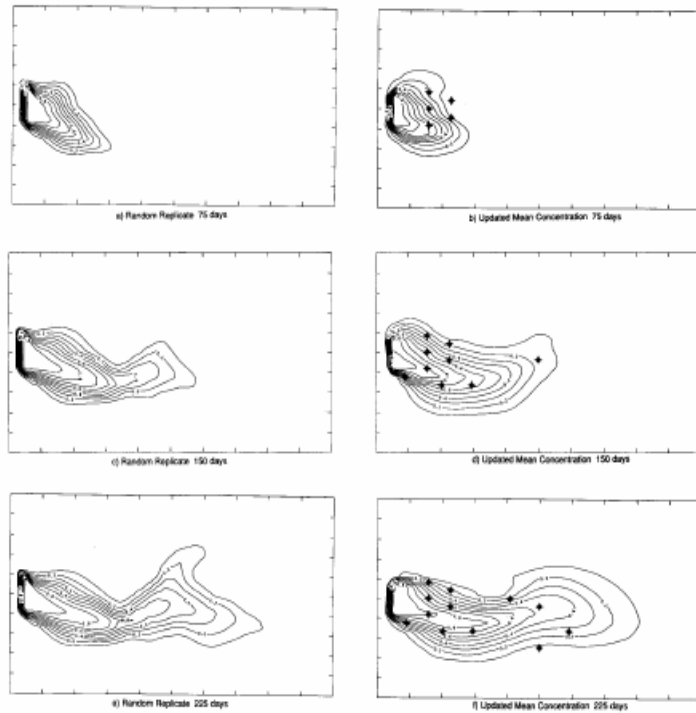 a) Random Replicate 75 days
b) Updated Mean Concentration 75 days
c) Random Replicate 150 days
d) Updated Mean Concentration 150 days
e) Random Replicate 225 days
f) Updated Mean Concentration 225 days